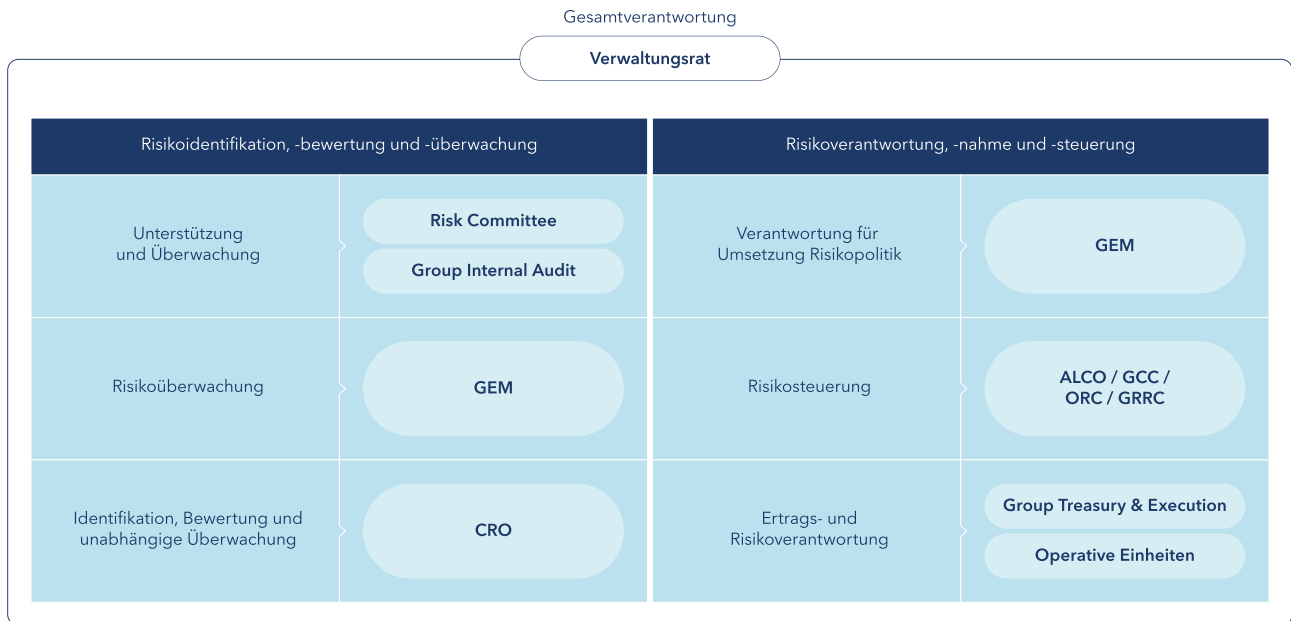 Gesamtverantwortung
Verwaltungsrat
Risikoidentifikation, -bewertung und -überwachung
Unterstützung
und Überwachung
Risk Committee
Group Internal Audit
Risikoüberwachung
GEM
Identifikation, Bewertung und
unabhängige Überwachung
CRO
Risikoverantwortung, -nahme und -steuerung
Verantwortung für
Umsetzung Risikopolitik
GEM
Risikosteuerung
ALCO / GCC /
ORC / GRRC
Ertrags- und
Risikoverantwortung
Group Treasury & Execution
Operative Einheiten